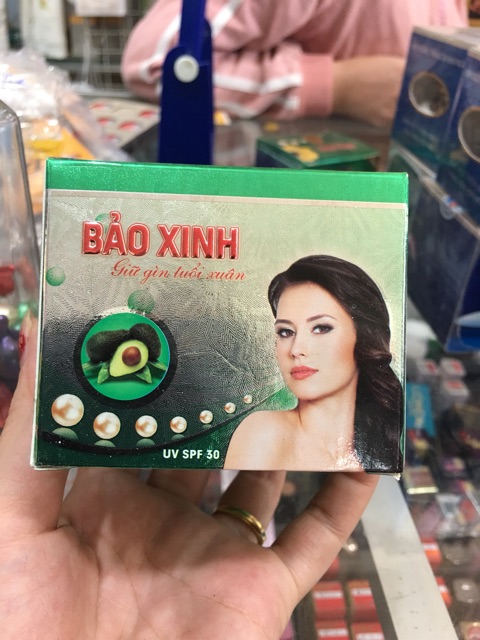 BẢO XINH
Giữ gìn tuổi xuân
UV SPF 30